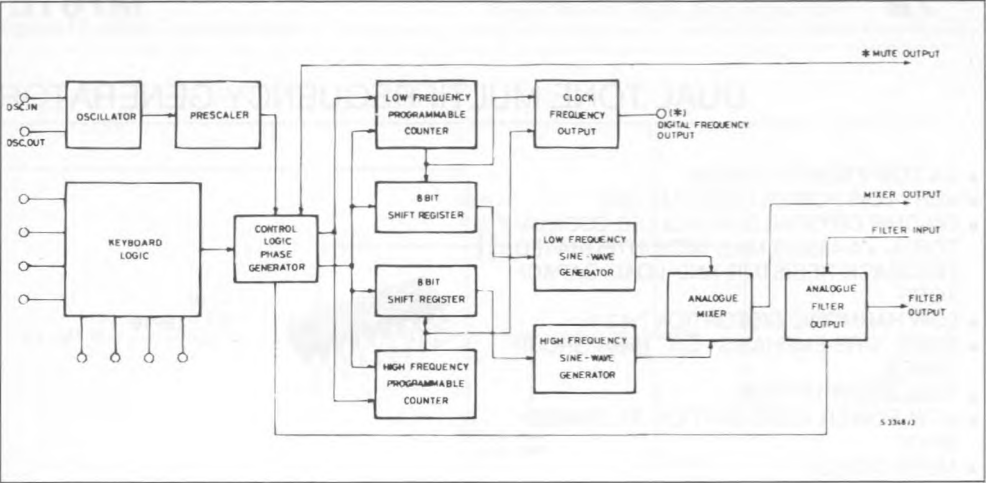 * MUTE OUTPUT
OSC.IN
OSC.OUT
OSCILLATOR
PRESCALER
LOW FREQUENCY
PROGRAMMABLE
COUNTER
CLOCK
FREQUENCY
OUTPUT
(*)
DIGITAL FREQUENCY
OUTPUT
KEYBOARD
LOGIC
CONTROL
LOGIC
PHASE
GENERATOR
8 BIT
SHIFT REGISTER
8 BIT
SHIFT REGISTER
HIGH FREQUENCY
PROGRAMMABLE
COUNTER
LOW FREQUENCY
SINE-WAVE
GENERATOR
HIGH FREQUENCY
SINE-WAVE
GENERATOR
ANALOGUE
MIXER
MIXER OUTPUT
FILTER INPUT
ANALOGUE
FILTER
OUTPUT
FILTER
OUTPUT